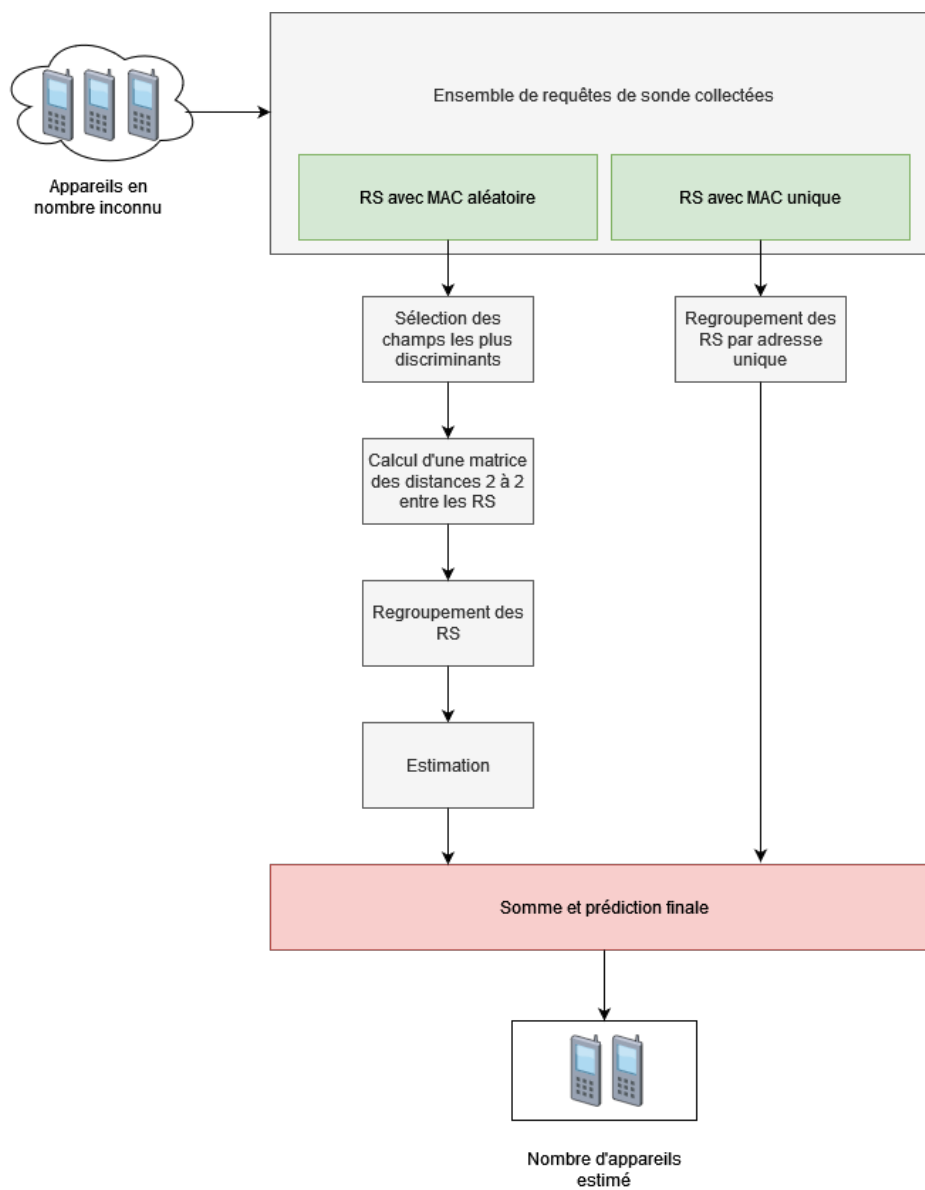 Ensemble de requêtes de sonde collectées
Appareils en
nombre inconnu
RS avec MAC aléatoire
RS avec MAC unique
Sélection des
champs les plus
discriminants
Regroupement des
RS par adresse
unique
Calcul d'une matrice
des distances 2 à 2
entre les RS
Regroupement des
RS
Estimation
Somme et prédiction finale
Nombre d'appareils
estimé